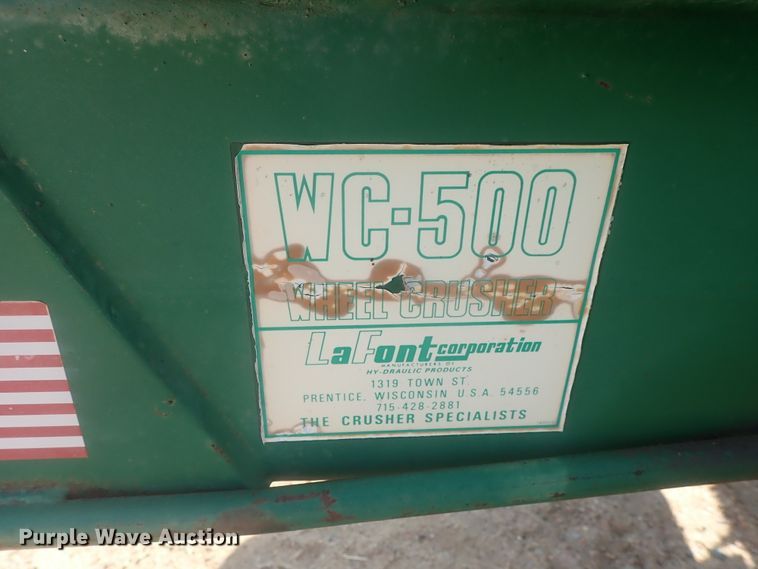 WC-500
WHEEL CRUSHER
LaFont corporation
MANUFACTURERS OF
HY-DRAULIC PRODUCTS
1319 TOWN ST.
PRENTICE, WISCONSIN U.S.A. 54556
715-428-2881
THE CRUSHER SPECIALISTS
Purple Wave Auction